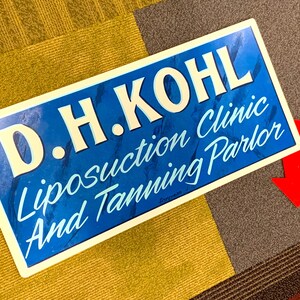 D.H.KOHL
Liposuction Clinic
And Tanning Parlor